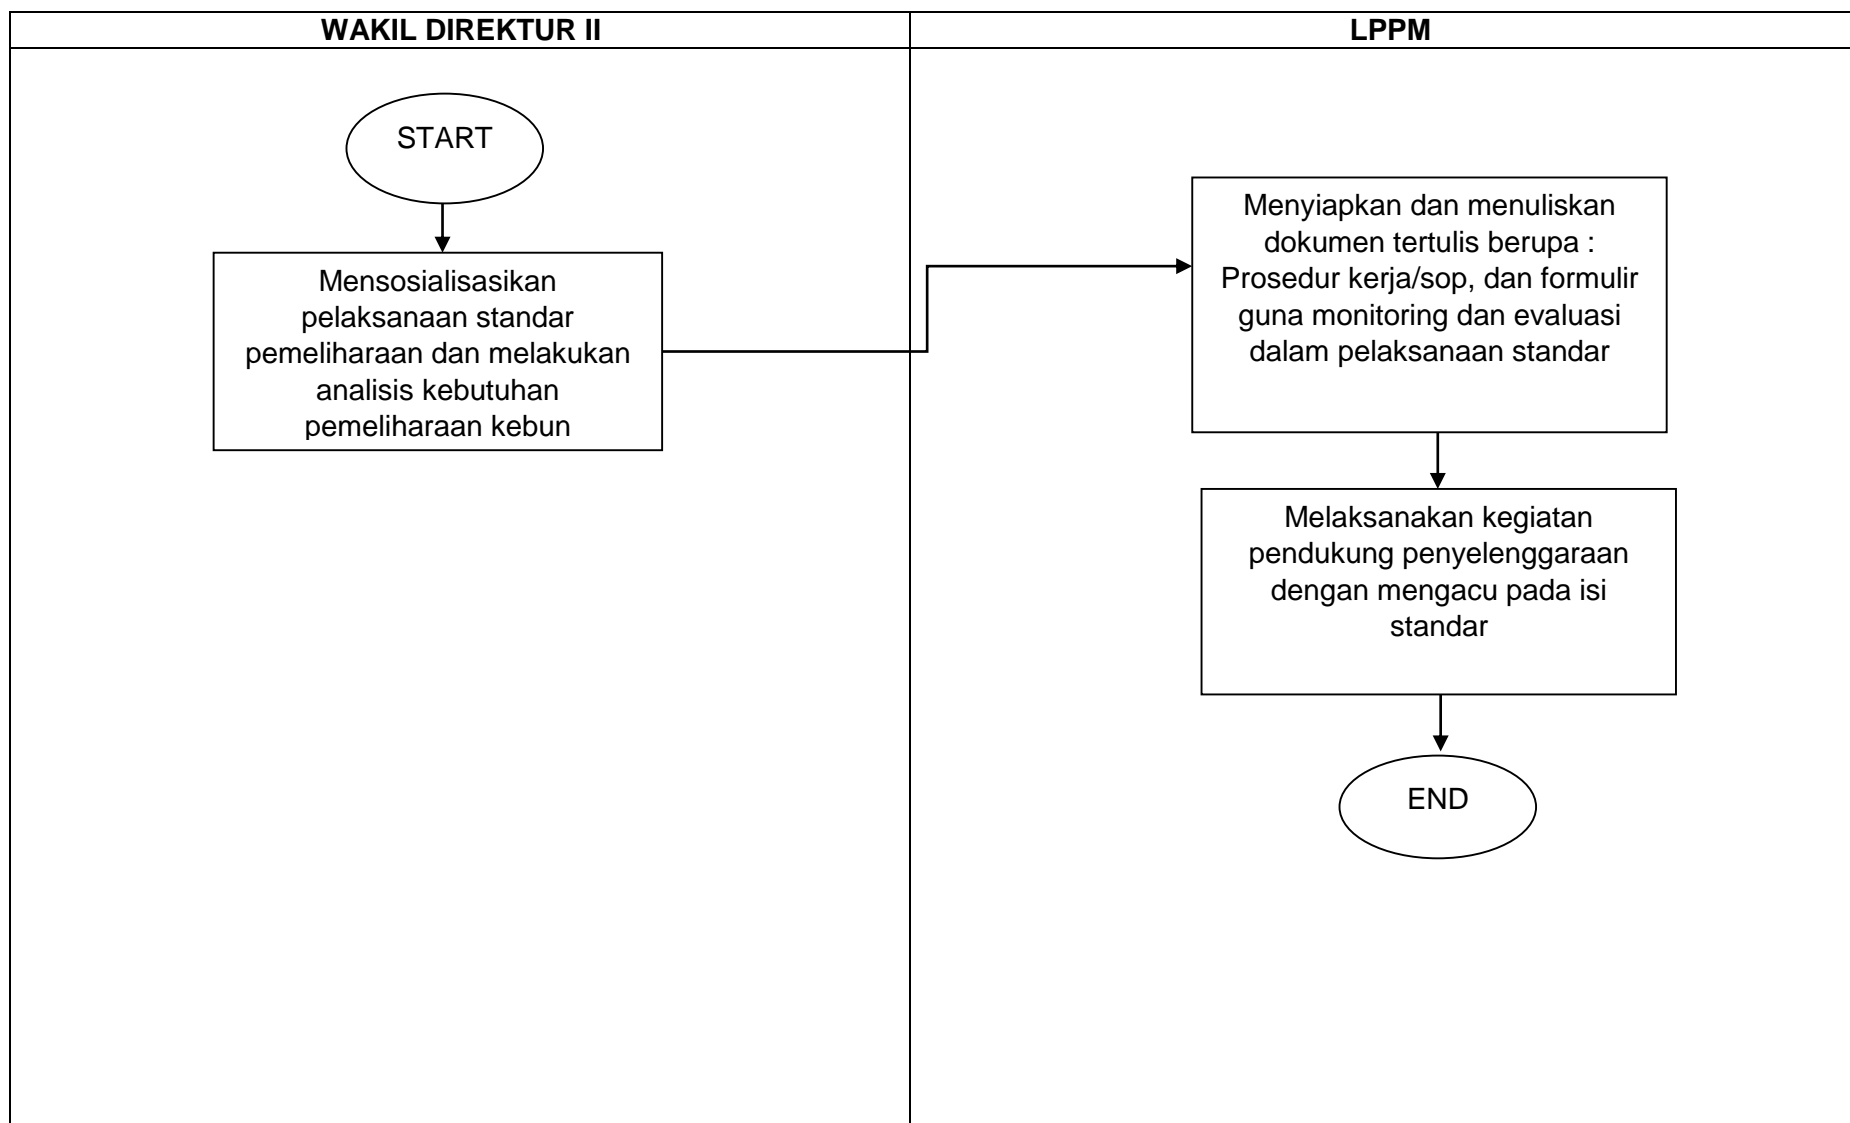 WAKIL DIREKTUR II
LPPM
START
Mensosialisasikan
pelaksanaan standar
pemeliharaan dan melakukan
analisis kebutuhan
pemeliharaan kebun
Menyiapkan dan menuliskan
dokumen tertulis berupa :
Prosedur kerja/sop, dan formulir
guna monitoring dan evaluasi
dalam pelaksanaan standar
Melaksanakan kegiatan
pendukung penyelenggaraan
dengan mengacu pada isi
standar
END